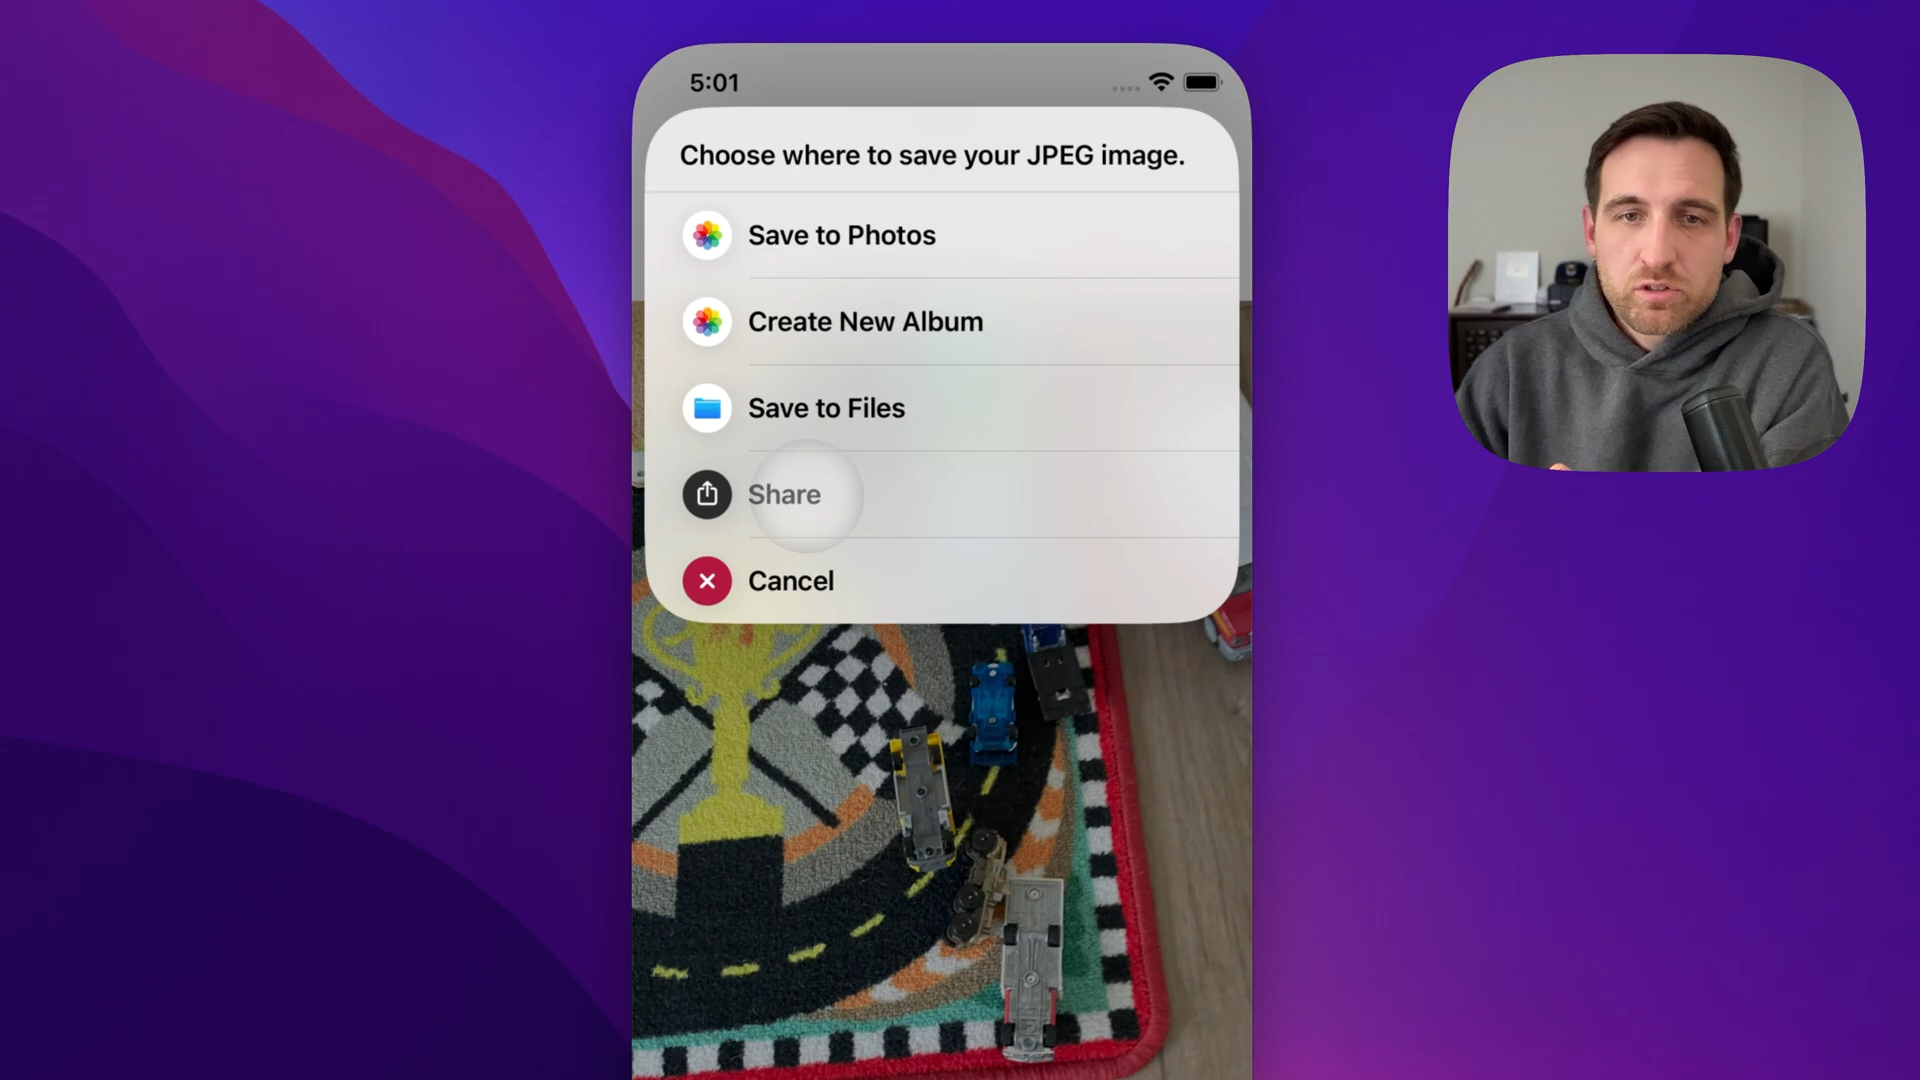 5:01
Choose where to save your JPEG image.
Save to Photos
Create New Album
Save to Files
Share
Cancel